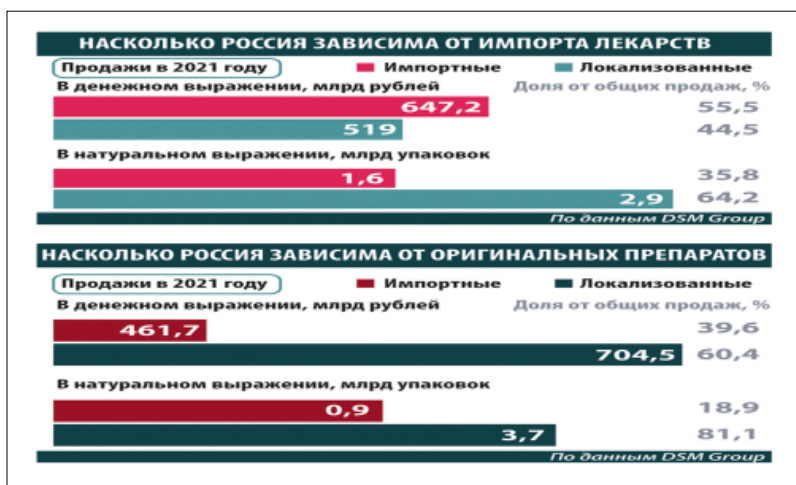 НАСКОЛЬКО РОССИЯ ЗАВИСИМА ОТ ИМПОРТА ЛЕКАРСТВ
Продажи в 2021 году Импортные Локализованные
В денежном выражении, млрд рублей Доля от общих продаж, %
647,2 55,5
519 44,5
В натуральном выражении, млрд упаковок
1,6 35,8
2,9 64,2
По данным DSM Group
НАСКОЛЬКО РОССИЯ ЗАВИСИМА ОТ ОРИГИНАЛЬНЫХ ПРЕПАРАТОВ
Продажи в 2021 году Импортные Локализованные
В денежном выражении, млрд рублей Доля от общих продаж, %
461,7 39,6
704,5 60,4
В натуральном выражении, млрд упаковок
0,9 18,9
3,7 81,1
По данным DSM Group